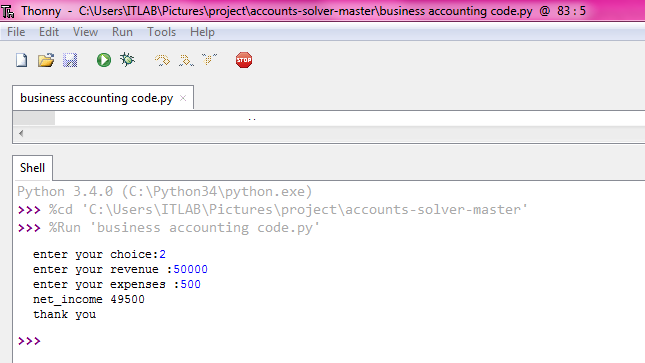 Thonny - C:\Users\ITLAB\Pictures\project\accounts-solver-master\business accounting code.py @ 83 : 5
File Edit View Run Tools Help
STOP
business accounting code.py ×
Shell
Python 3.4.0 (C:\Python34\python.exe)
>>> %cd 'C:\Users\ITLAB\Pictures\project\accounts-solver-master'
>>> %Run 'business accounting code.py'
enter your choice:2
enter your revenue :50000
enter your expenses :500
net_income 49500
thank you
>>>